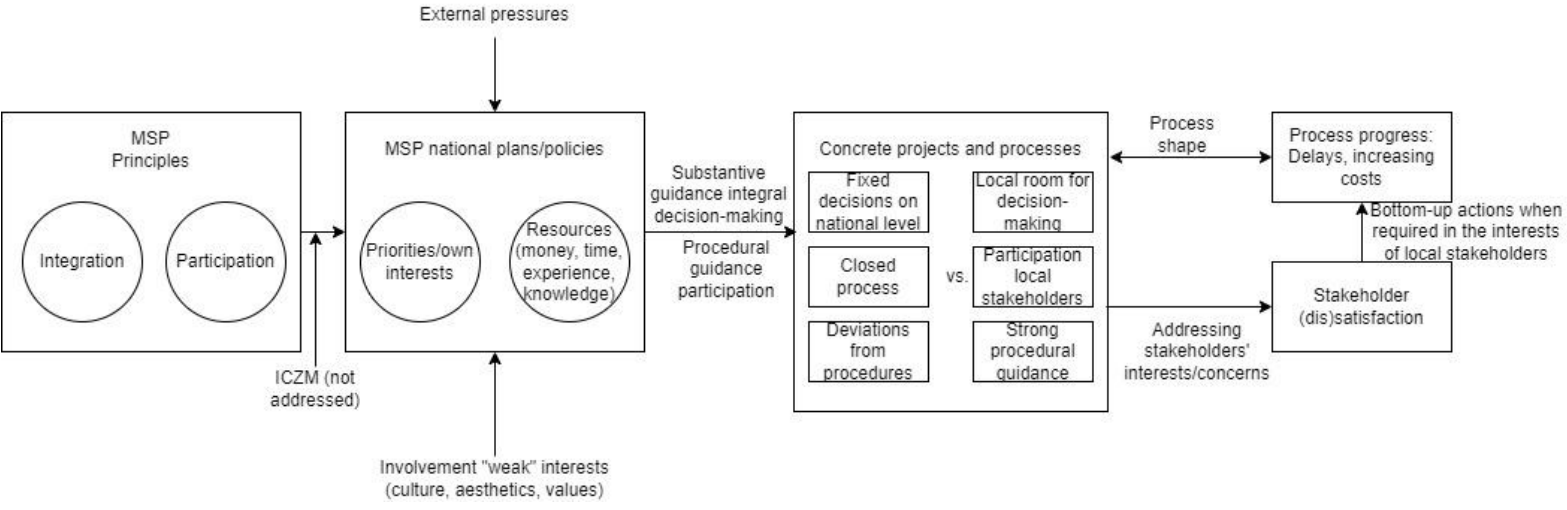 External pressures
MSP
Principles
Integration
Participation
ICZM (not
addressed)
MSP national plans/policies
Priorities/own
interests
Resources
(money, time,
experience,
knowledge)
Involvement "weak" interests
(culture, aesthetics, values)
Substantive
guidance integral
decision-making
Procedural
guidance
participation
Concrete projects and processes
Fixed
decisions on
national level
Local room for
decision-
making
Closed
process
vs.
Participation
local
stakeholders
Deviations
from
procedures
Strong
procedural
guidance
Process
shape
Process progress:
Delays, increasing
costs
Bottom-up actions when
required in the interests
of local stakeholders
Stakeholder
(dis)satisfaction
Addressing
stakeholders'
interests/concerns